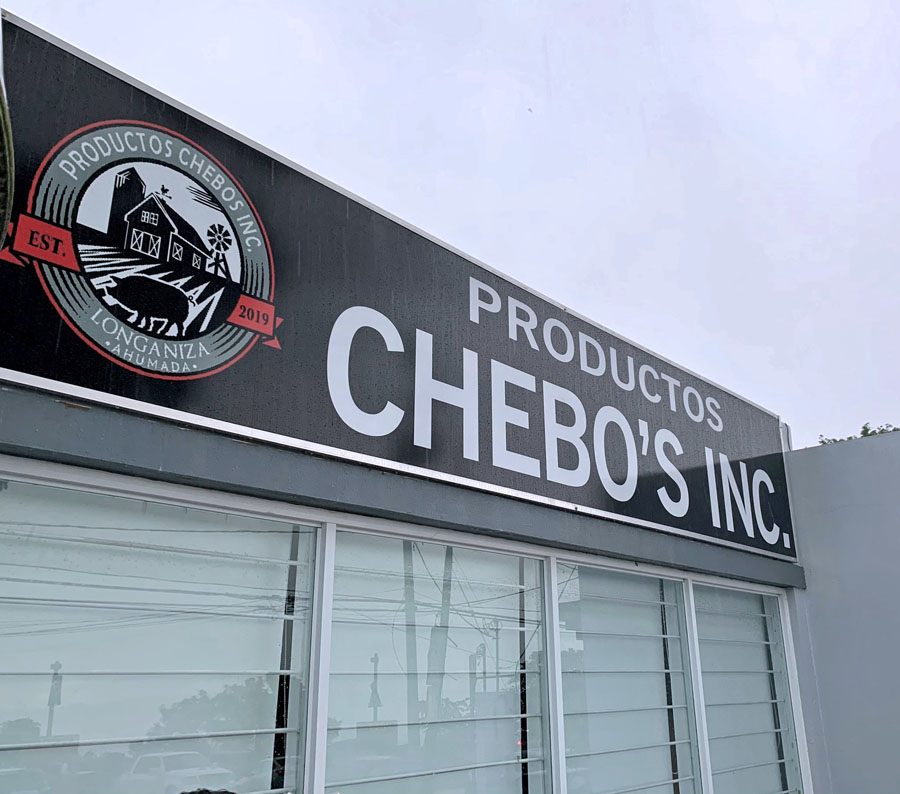 PRODUCTOS CHEBOS INC.
EST.
2019
LONGANIZA
•AHUMADA•
PRODUCTOS
CHEBO'S INC.